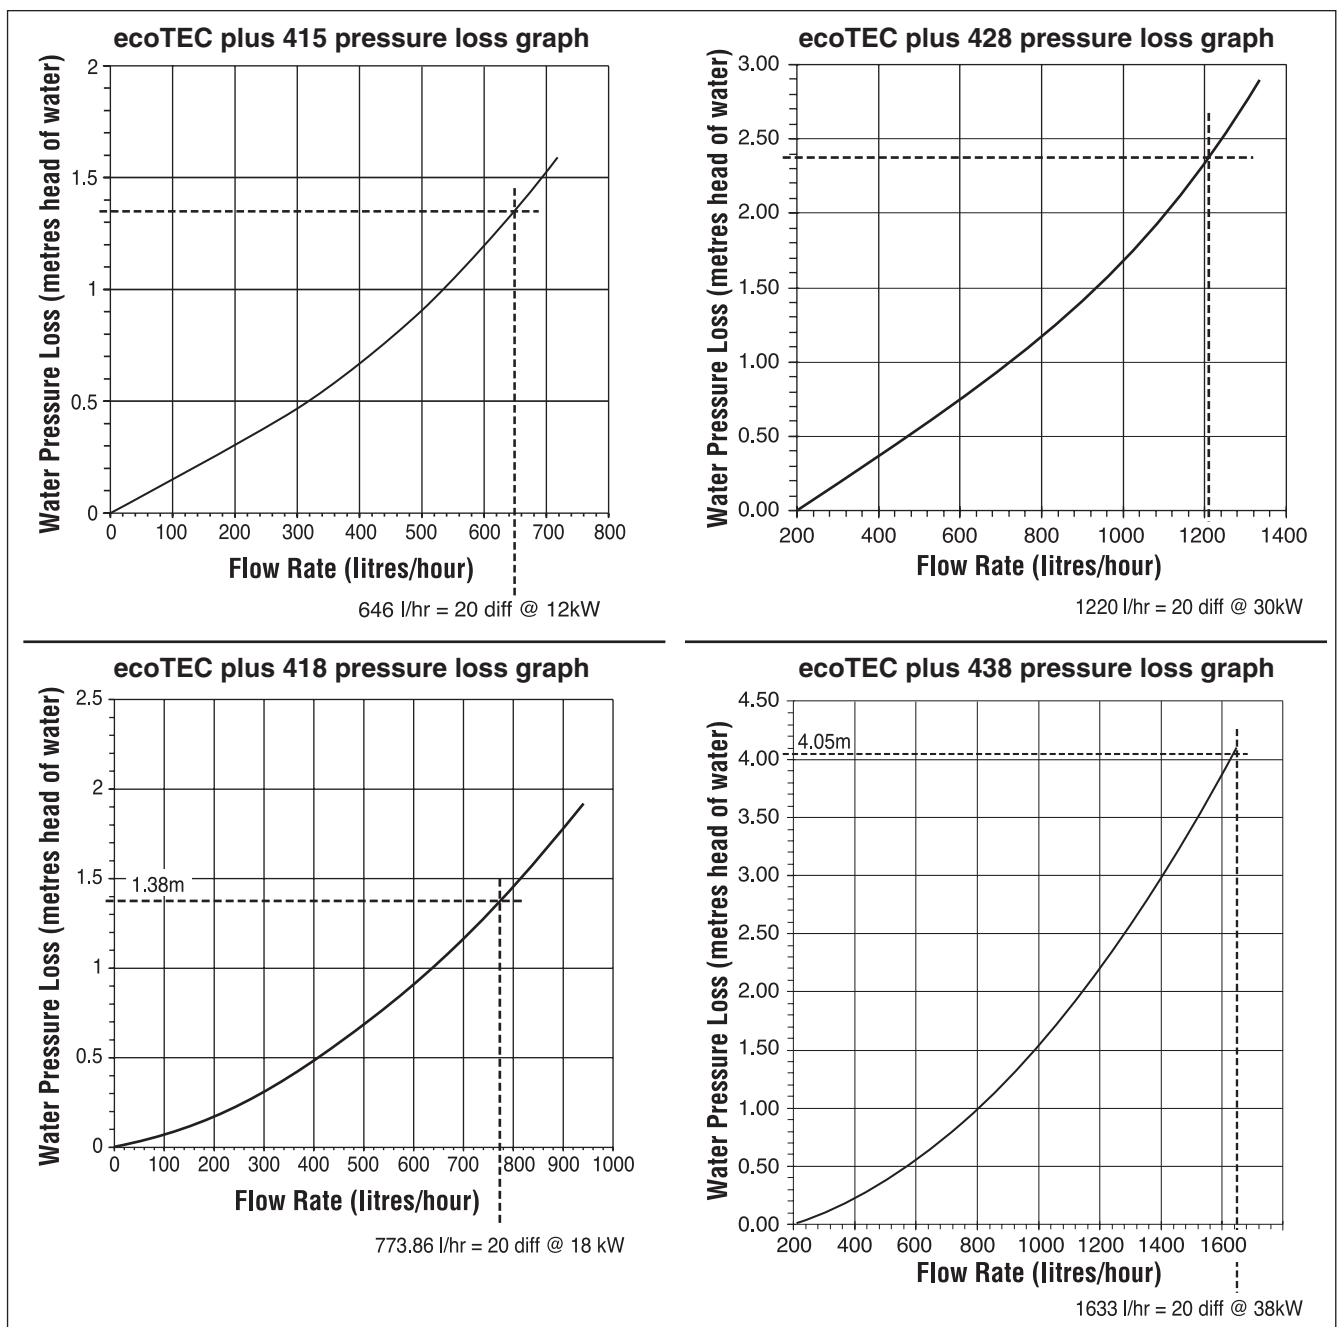 ecoTEC plus 415 pressure loss graph
Water Pressure Loss (metres head of water)
2
1.5
1
0.5
0
0 100 200 300 400 500 600 700 800
Flow Rate (litres/hour)
646 l/hr = 20 diff @ 12kW
ecoTEC plus 428 pressure loss graph
Water Pressure Loss (metres head of water)
3.00
2.50
2.00
1.50
1.00
0.50
0.00
200 400 600 800 1000 1200 1400
Flow Rate (litres/hour)
1220 l/hr = 20 diff @ 30kW
ecoTEC plus 418 pressure loss graph
Water Pressure Loss (metres head of water)
2.5
2
1.5
1.38m
1
0.5
0
0 100 200 300 400 500 600 700 800 900 1000
Flow Rate (litres/hour)
773.86 l/hr = 20 diff @ 18 kW
ecoTEC plus 438 pressure loss graph
Water Pressure Loss (metres head of water)
4.50
4.05m
4.00
3.50
3.00
2.50
2.00
1.50
1.00
0.50
0.00
200 400 600 800 1000 1200 1400 1600
Flow Rate (litres/hour)
1633 l/hr = 20 diff @ 38kW